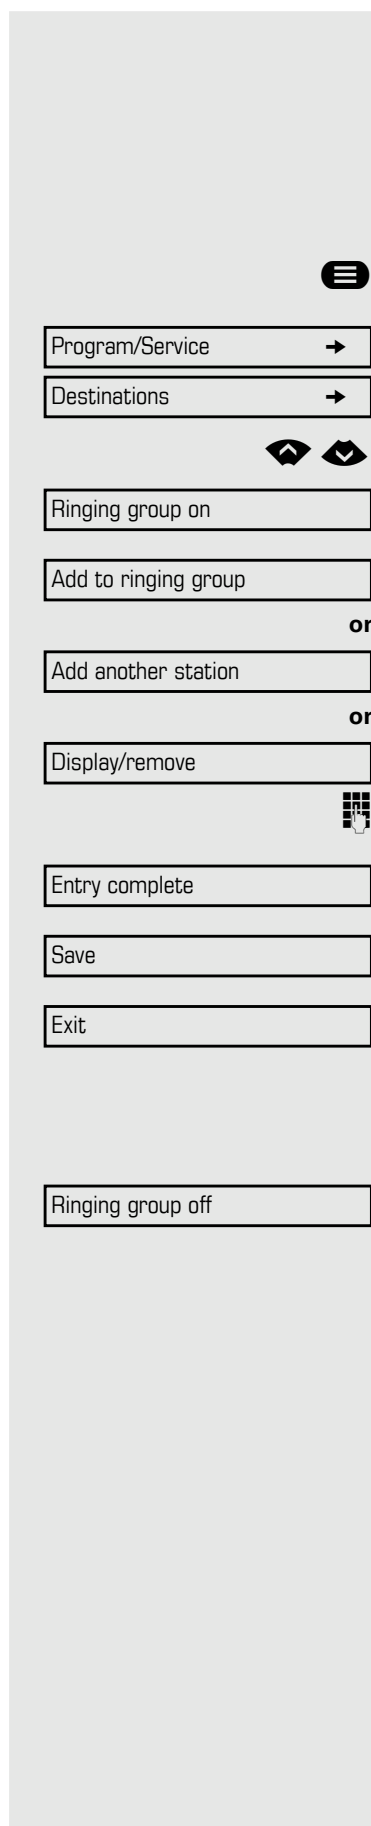 Program/Service
Destinations
Ringing group on
Add to ringing group
or
Add another station
or
Display/remove
Entry complete
Save
Exit
Ringing group off